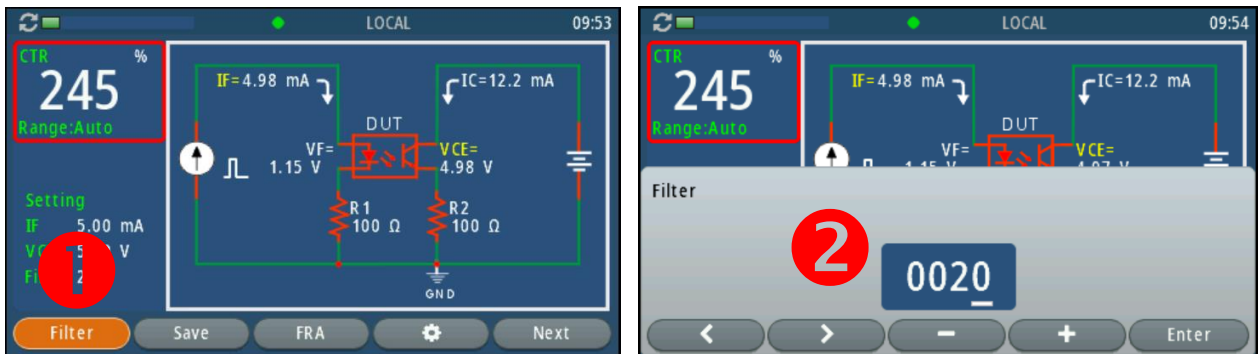 LOCAL 09:53
CTR %
245
Range:Auto
IF=4.98 mA
IC=12.2 mA
DUT
VF=
1.15 V
VCE=
4.98 V
R1
100 Ω
R2
100 Ω
GND
Setting
IF 5.00 mA
1
Filter Save FRA Next
LOCAL 09:54
CTR %
245
Range:Auto
IF=4.98 mA
IC=12.2 mA
DUT
VF=
VCE=
Filter
2
0020
< > - + Enter